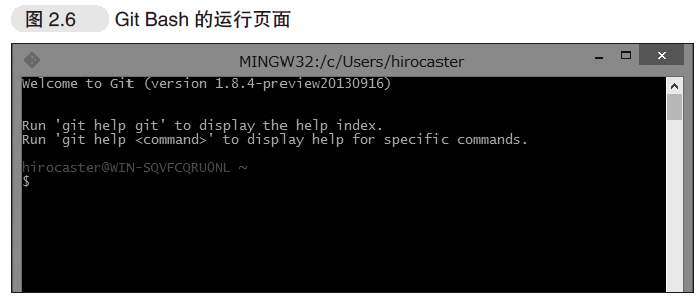 图 2.6 Git Bash 的运行页面
MINGW32:/c/Users/hirocaster
Welcome to Git (version 1.8.4-preview20130916)
Run 'git help git' to display the help index.
Run 'git help <command>' to display help for specific commands.
hirocaster@WIN-SQVFCQRU0NL ~
$